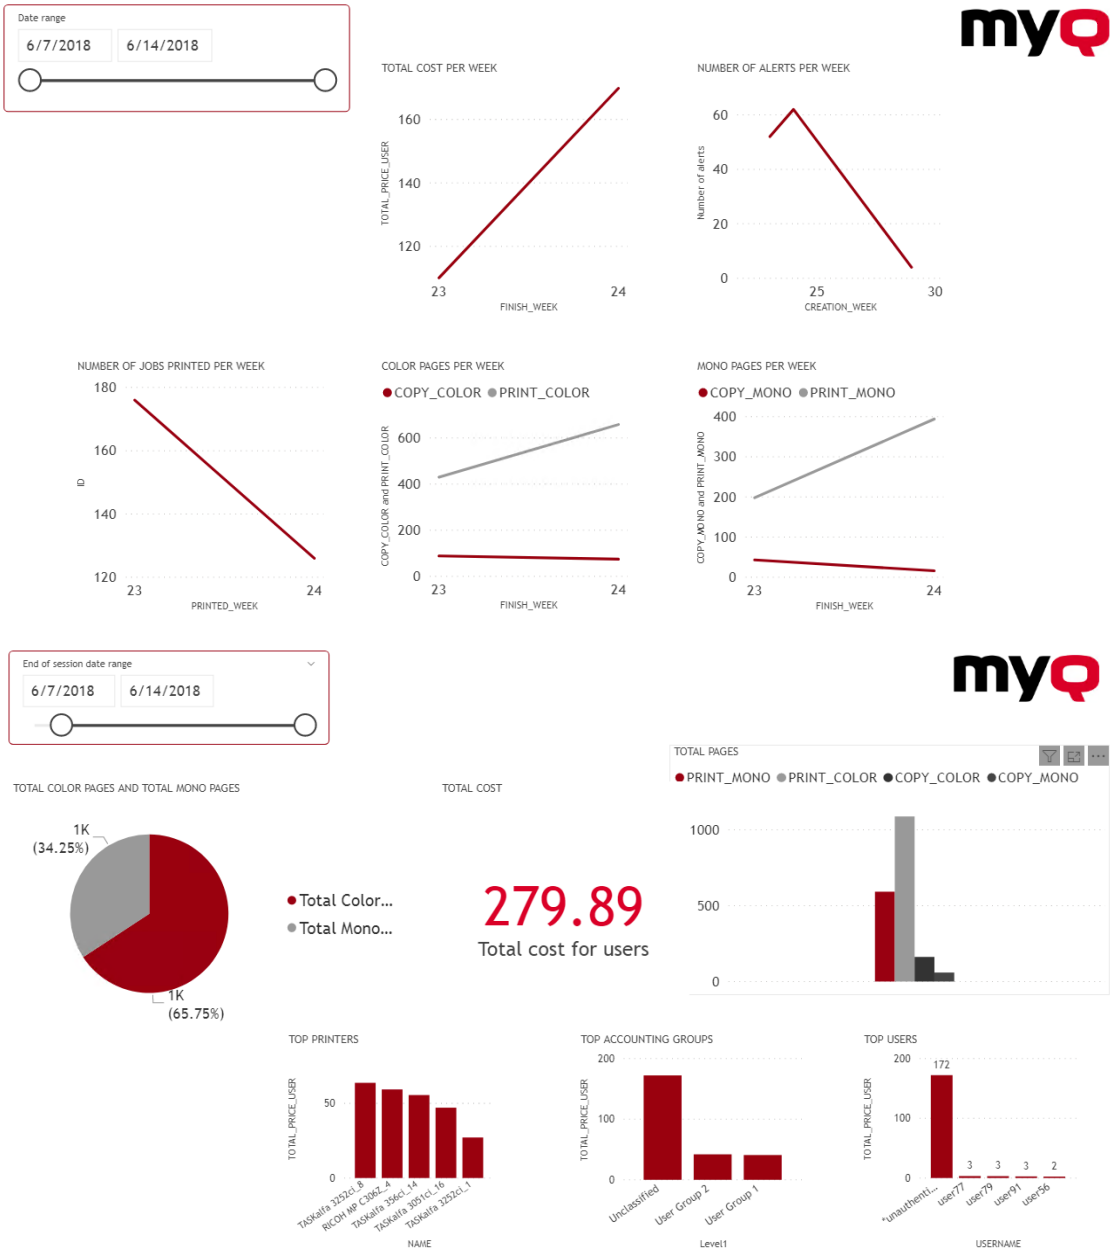 Date range
6/7/2018
6/14/2018
myQ
TOTAL COST PER WEEK
TOTAL_PRICE_USER
160
140
120
23
24
FINISH_WEEK
NUMBER OF ALERTS PER WEEK
Number of alerts
60
40
20
0
25
30
CREATION_WEEK
NUMBER OF JOBS PRINTED PER WEEK
ID
180
160
140
120
23
24
PRINTED_WEEK
COLOR PAGES PER WEEK
COPY_COLOR PRINT_COLOR
COPY_COLOR and PRINT_COLOR
600
400
200
0
23
24
FINISH_WEEK
MONO PAGES PER WEEK
COPY_MONO PRINT_MONO
COPY_MONO and PRINT_MONO
400
300
200
100
0
23
24
FINISH_WEEK
End of session date range
6/7/2018
6/14/2018
myQ
TOTAL COLOR PAGES AND TOTAL MONO PAGES
1K
(34.25%)
1K
(65.75%)
Total Color...
Total Mono...
TOTAL COST
279.89
Total cost for users
TOTAL PAGES
PRINT_MONO PRINT_COLOR COPY_COLOR COPY_MONO
1000
500
0
TOP PRINTERS
TOTAL_PRICE_USER
50
0
TASKalfa 3252ci_8
RICOH MP C306Z_4
TASKalfa 356ci_14
TASKalfa 3051ci_16
TASKalfa 3252ci_1
NAME
TOP ACCOUNTING GROUPS
TOTAL_PRICE_USER
200
100
0
Unclassified
User Group 2
User Group 1
Level1
TOP USERS
TOTAL_PRICE_USER
200
100
0
172
3
3
3
2
*unauthenti...
user77
user79
user91
user56
USERNAME